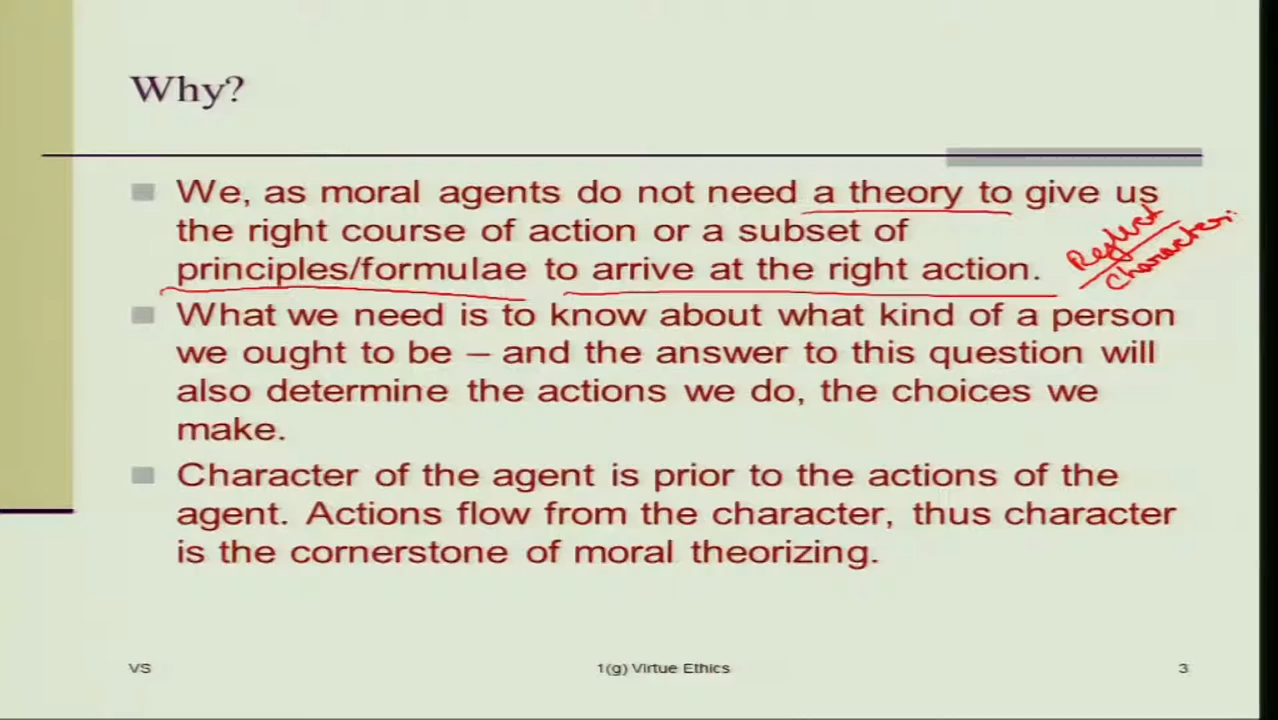 Why?
We, as moral agents do not need a theory to give us
the right course of action or a subset of
principles/formulae to arrive at the right action.
Character.
What we need is to know about what kind of a person
we ought to be – and the answer to this question will
also determine the actions we do, the choices we
make.
Character of the agent is prior to the actions of the
agent. Actions flow from the character, thus character
is the cornerstone of moral theorizing.
VS
1(g) Virtue Ethics
3